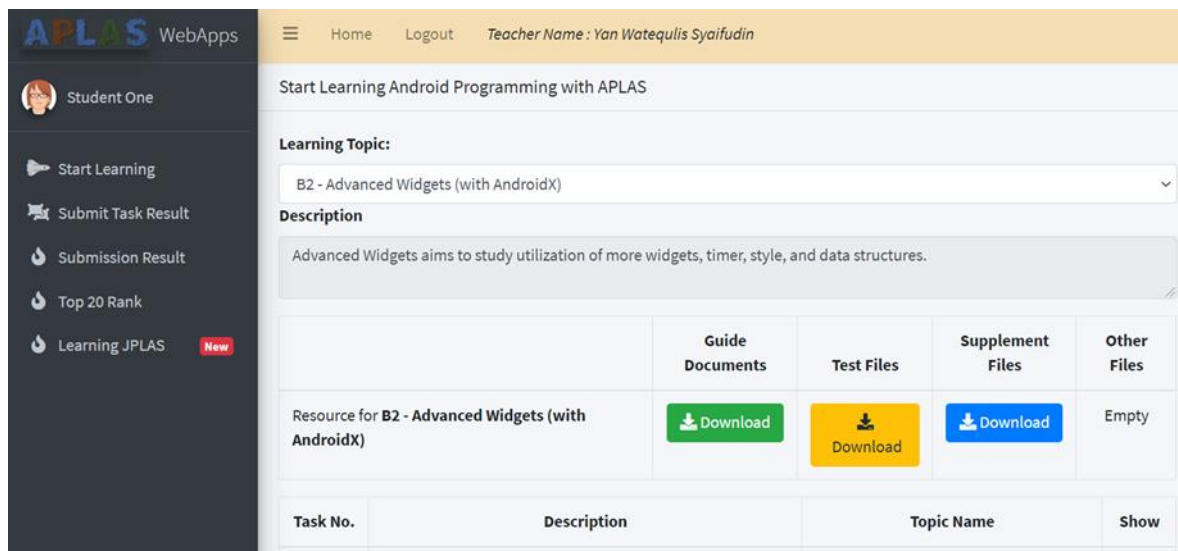 APLAS WebApps
Home Logout Teacher Name : Yan Watequlis Syaifudin
Student One
Start Learning
Submit Task Result
Submission Result
Top 20 Rank
Learning JPLAS New
Start Learning Android Programming with APLAS
Learning Topic:
B2 - Advanced Widgets (with AndroidX)
Description
Advanced Widgets aims to study utilization of more widgets, timer, style, and data structures.
Guide
Documents
Test Files
Supplement
Files
Other
Files
Resource for B2 - Advanced Widgets (with
AndroidX)
Download
Download
Download
Empty
Task No. Description Topic Name Show